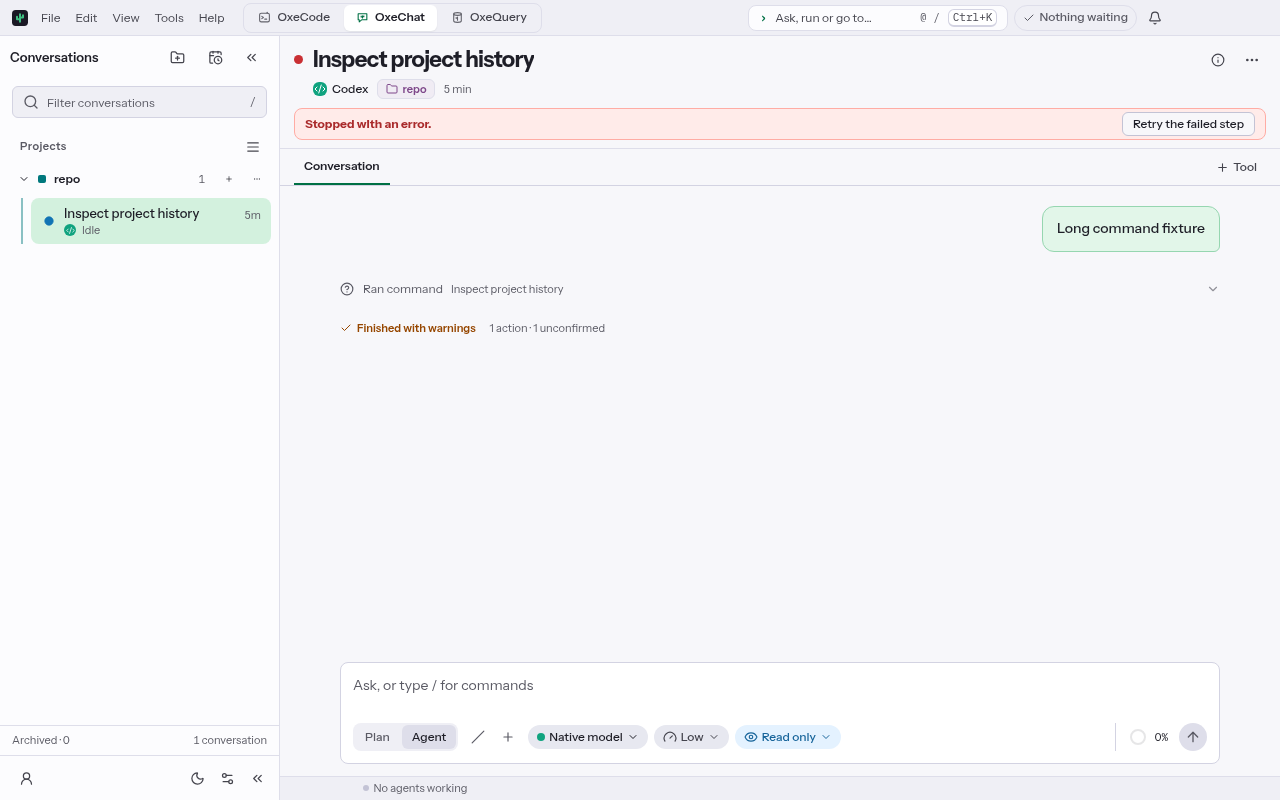 File Edit View Tools Help OxeCode OxeChat OxeQuery Ask, run or go to... @ / Ctrl+K Nothing waiting
Conversations
Filter conversations /
Projects
repo 1 + ...
Inspect project history 5m
Idle
Archived · 0 1 conversation
Inspect project history
Codex repo 5 min
Stopped with an error. Retry the failed step
Conversation + Tool
Long command fixture
Ran command Inspect project history
Finished with warnings 1 action · 1 unconfirmed
Ask, or type / for commands
Plan Agent Native model Low Read only 0%
No agents working